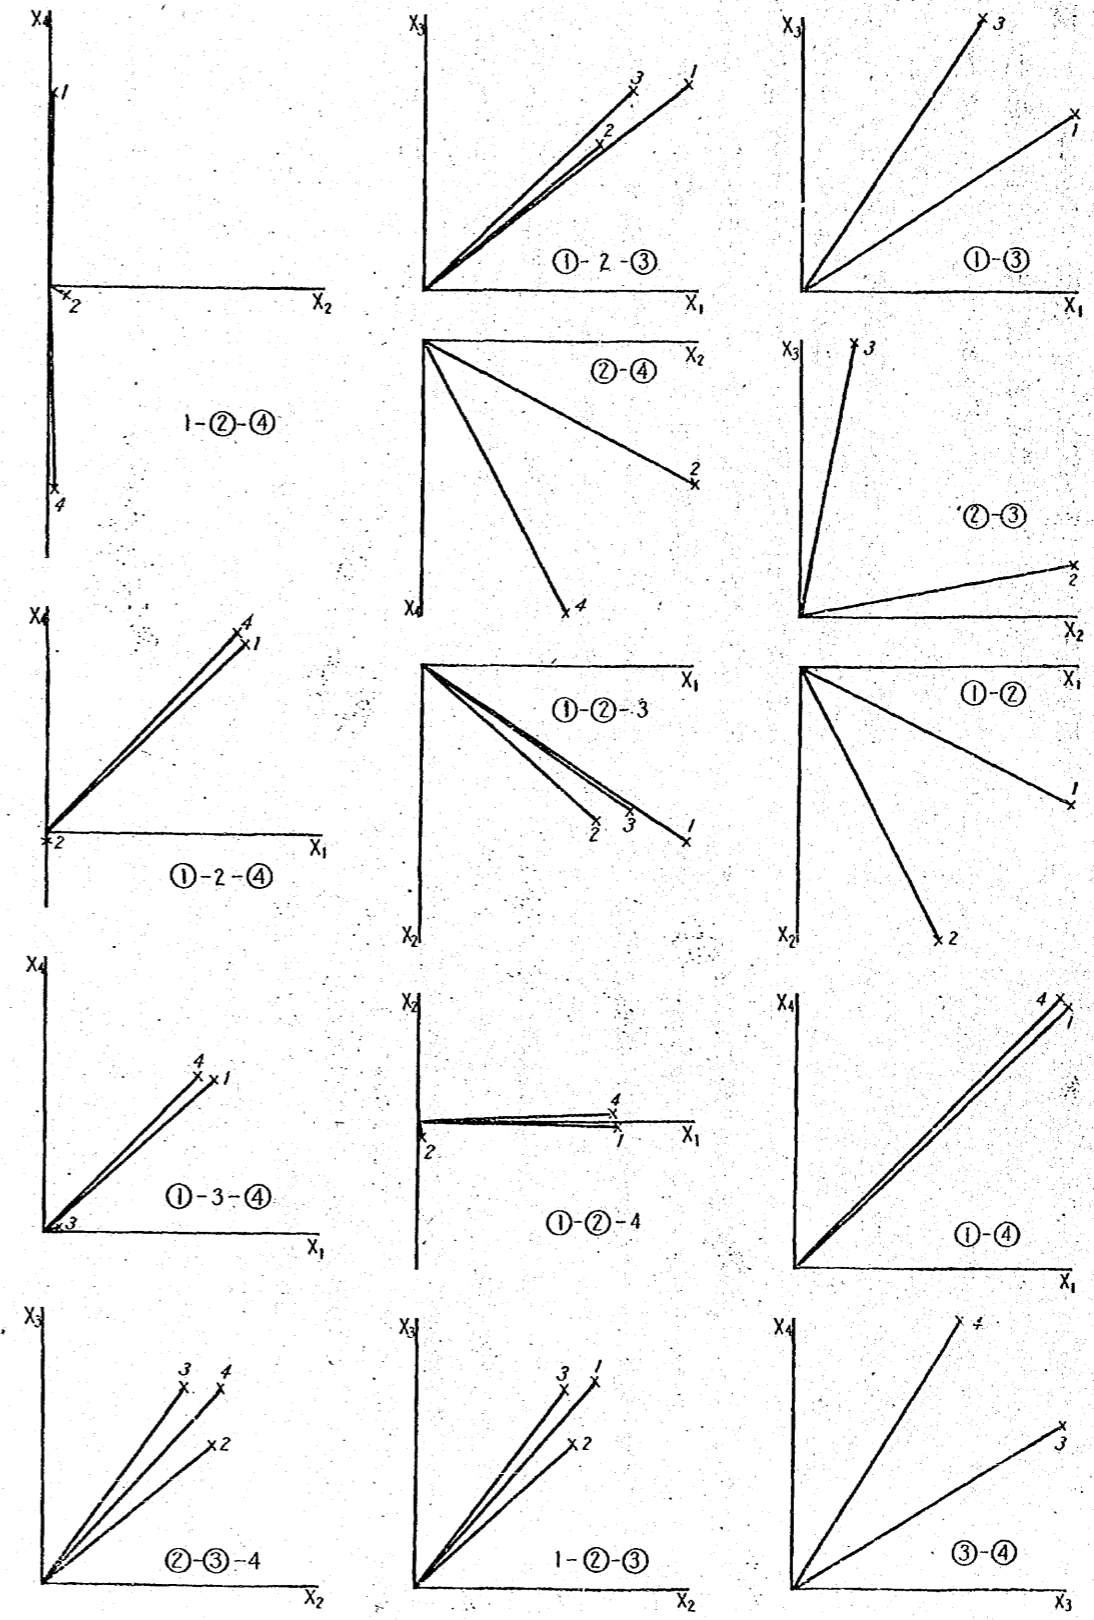 X₄
1
2
X₂
4
1-②-④
X₃
3
1
2
①-2-③
X₁
X₃
3
1
①-③
X₁
X₂
②-④
2
X₄
4
X₃
3
②-③
2
X₂
X₄
4
1
2
X₁
①-2-④
X₁
①-②-3
2
3
1
X₂
X₁
①-②
1
X₂
2
X₄
4
1
①-3-④
3
X₁
X₂
4
X₁
1
2
①-②-4
X₄
4
1
①-④
X₁
X₃
3
4
2
②-③-4
X₂
X₃
3
1
2
1-②-③
X₂
X₄
4
3
③-④
X₃